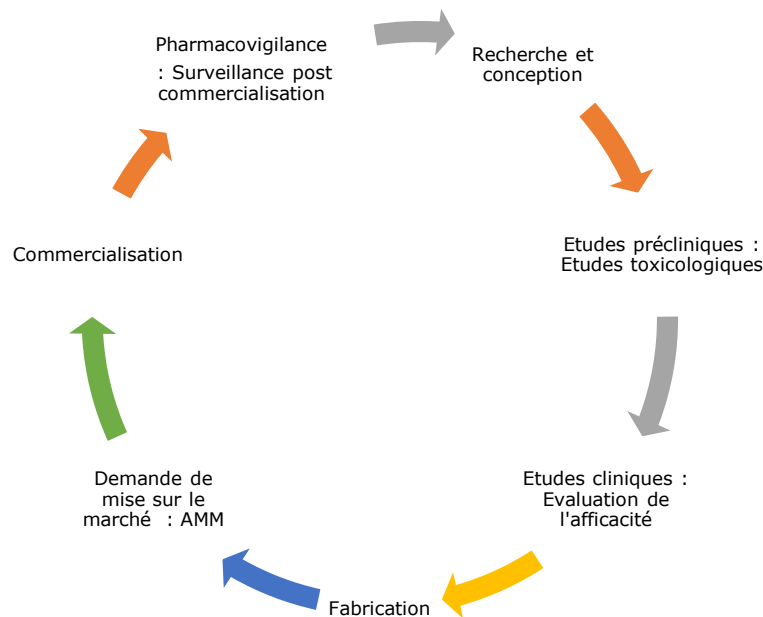 Pharmacovigilance
: Surveillance post
commercialisation
Recherche et
conception
Etudes précliniques :
Etudes toxicologiques
Etudes cliniques :
Evaluation de
l'afficacité
Fabrication
Demande de
mise sur le
marché : AMM
Commercialisation